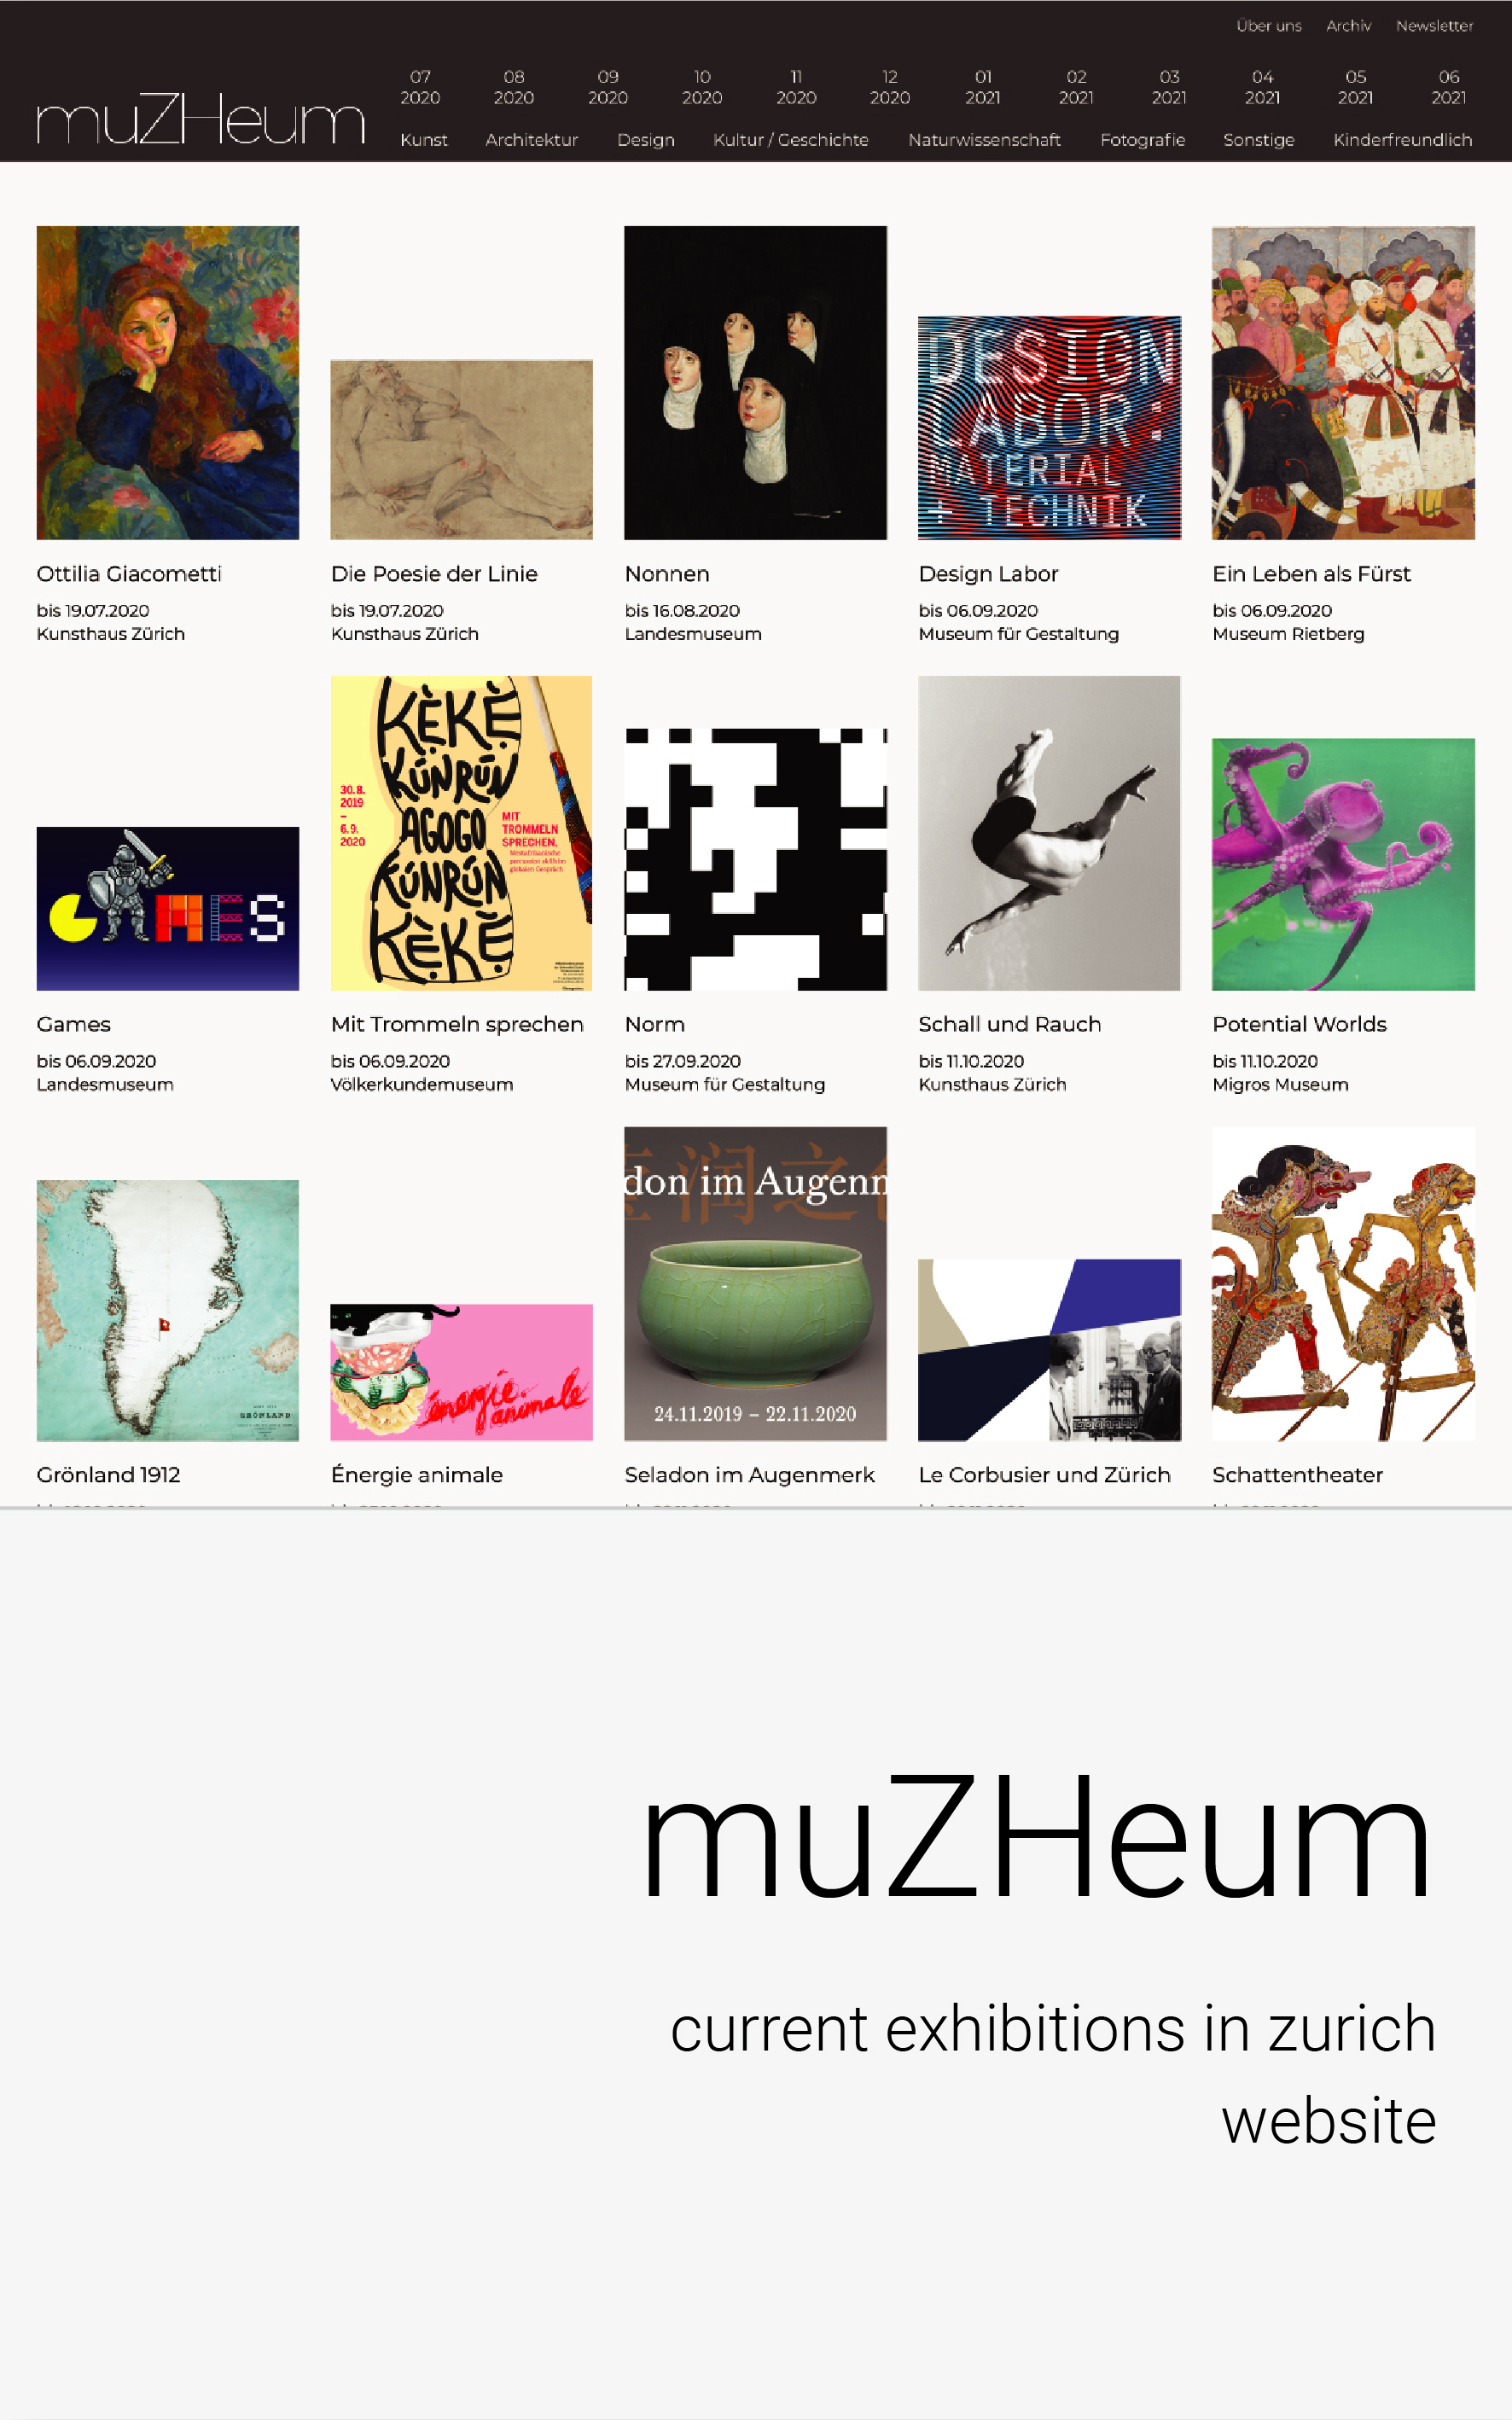 Über uns Archiv Newsletter
07 08 09 10 11 12 01 02 03 04 05 06
2020 2020 2020 2020 2020 2020 2021 2021 2021 2021 2021 2021
muZHeum
Kunst Architektur Design Kultur / Geschichte Naturwissenschaft Fotografie Sonstige Kinderfreundlich
DESIGN
LABOR:
MATERIAL
+ TECHNIK
Ottilia Giacometti
bis 19.07.2020
Kunsthaus Zürich
Die Poesie der Linie
bis 19.07.2020
Kunsthaus Zürich
Nonnen
bis 16.08.2020
Landesmuseum
Design Labor
bis 06.09.2020
Museum für Gestaltung
Ein Leben als Fürst
bis 06.09.2020
Museum Rietberg
GAMES
KẸ̀KẸ̀
KÚNRÚN
AGOGO
KÚNRÚN
KẸ̀KẸ̀
30.8.
2019
–
6.9.
2020
MIT
TROMMELN
SPRECHEN.
Games
bis 06.09.2020
Landesmuseum
Mit Trommeln sprechen
bis 06.09.2020
Völkerkundemuseum
Norm
bis 27.09.2020
Museum für Gestaltung
Schall und Rauch
bis 11.10.2020
Kunsthaus Zürich
Potential Worlds
bis 11.10.2020
Migros Museum
GRÖNLAND
énergie
animale
润之
don im Augenn
24.11.2019 – 22.11.2020
Grönland 1912
Énergie animale
Seladon im Augenmerk
Le Corbusier und Zürich
Schattentheater
muZHeum
current exhibitions in zurich
website